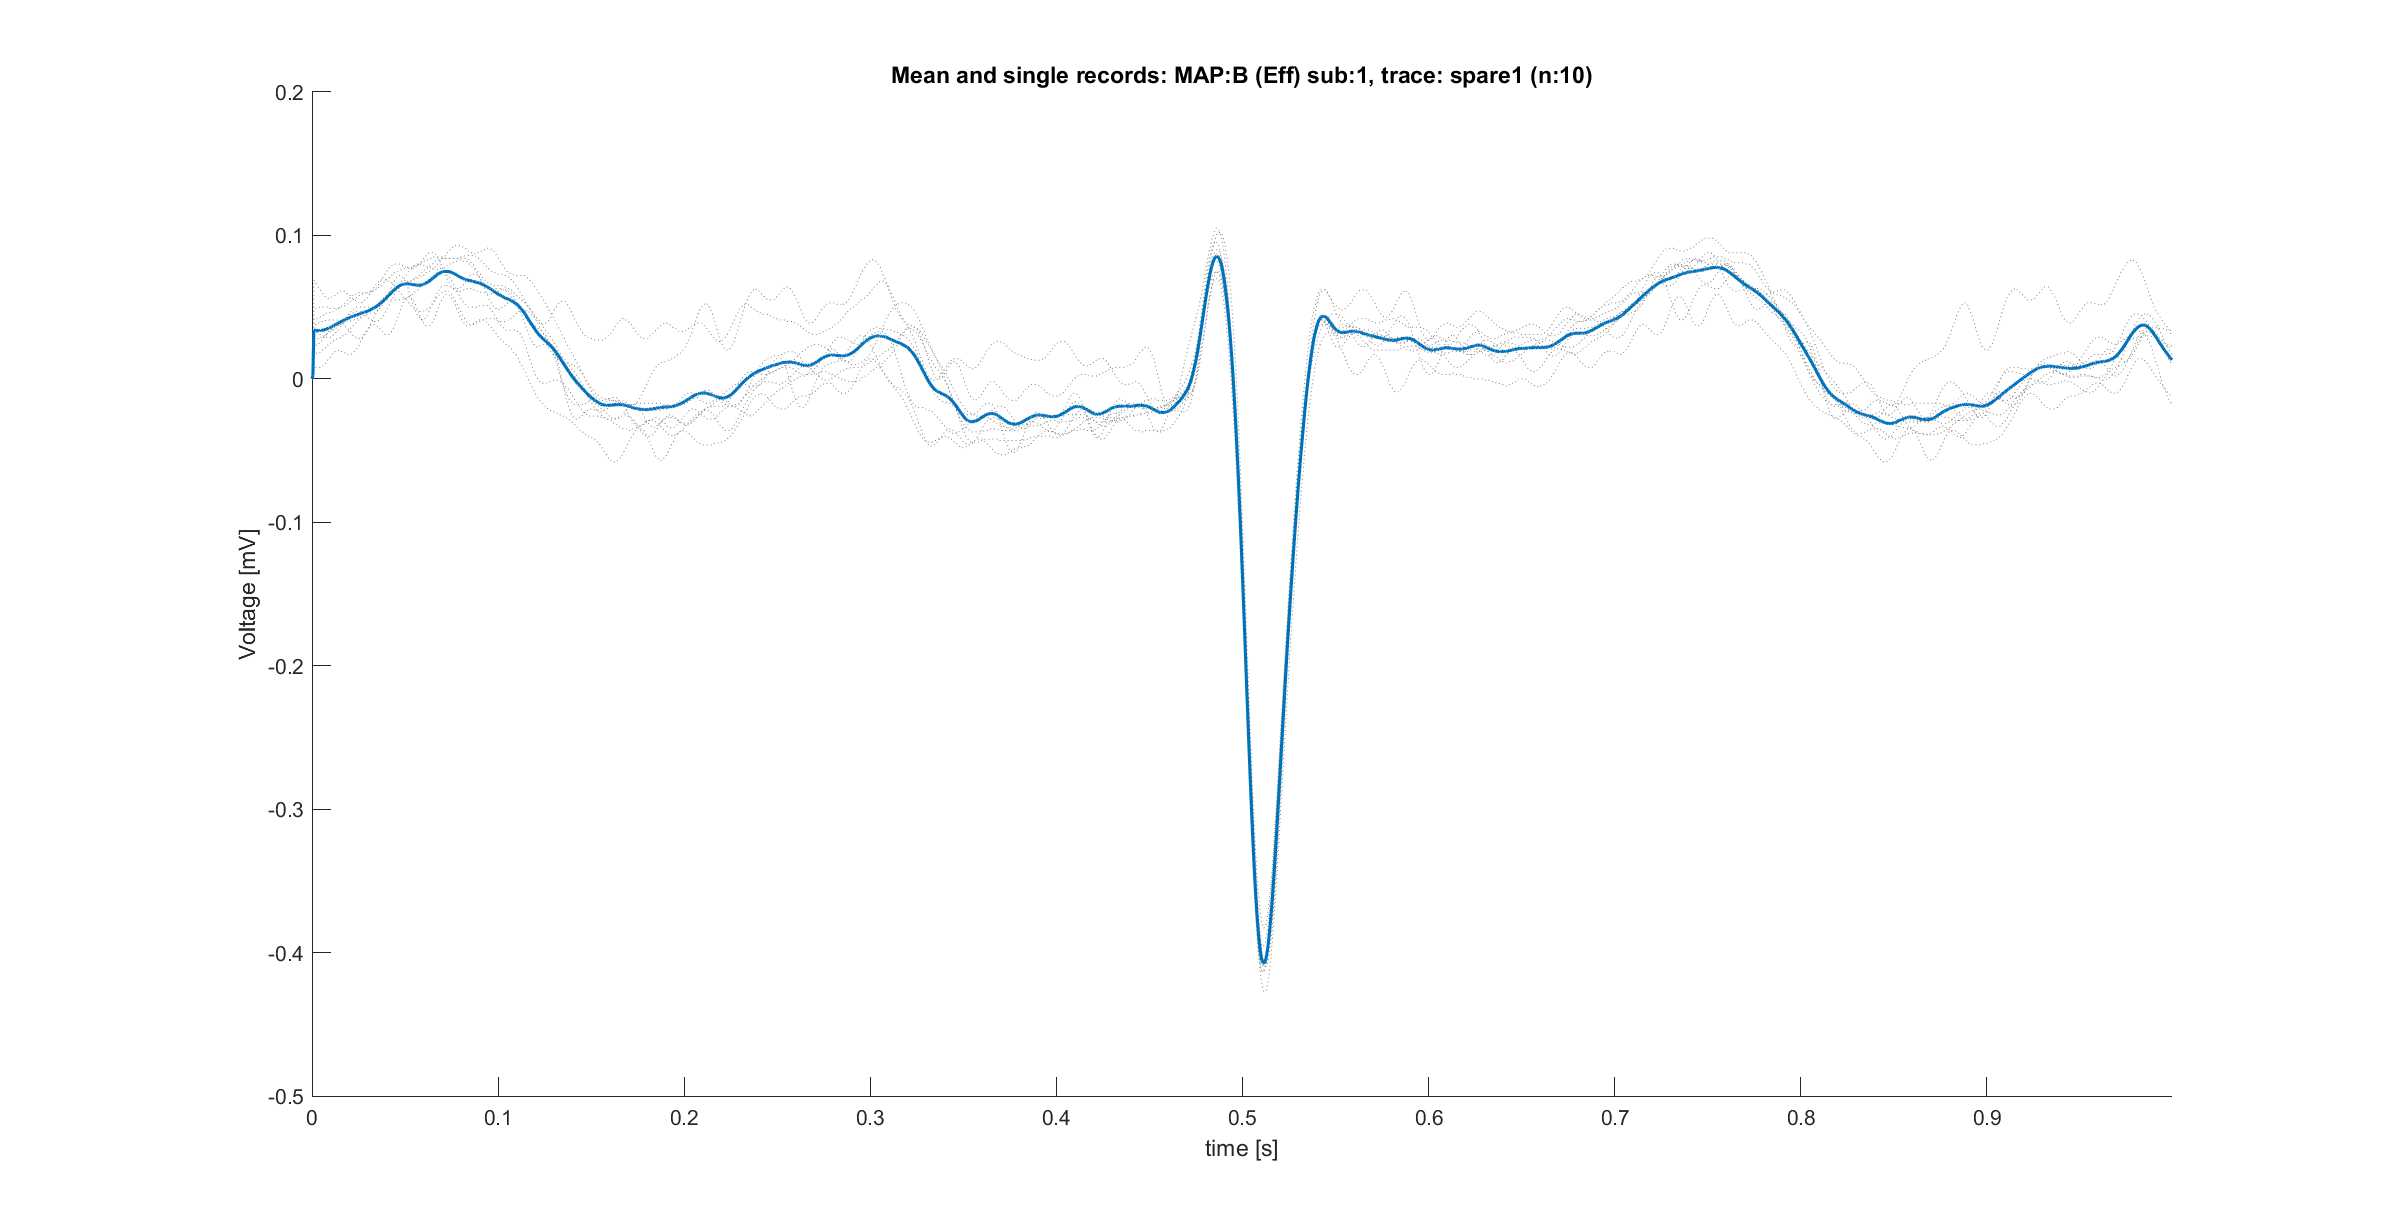 Mean and single records: MAP:B (Eff) sub:1, trace: spare1 (n:10)
0.2
0.1
0
-0.1
-0.2
-0.3
-0.4
-0.5
Voltage [mV]
0 0.1 0.2 0.3 0.4 0.5 0.6 0.7 0.8 0.9
time [s]